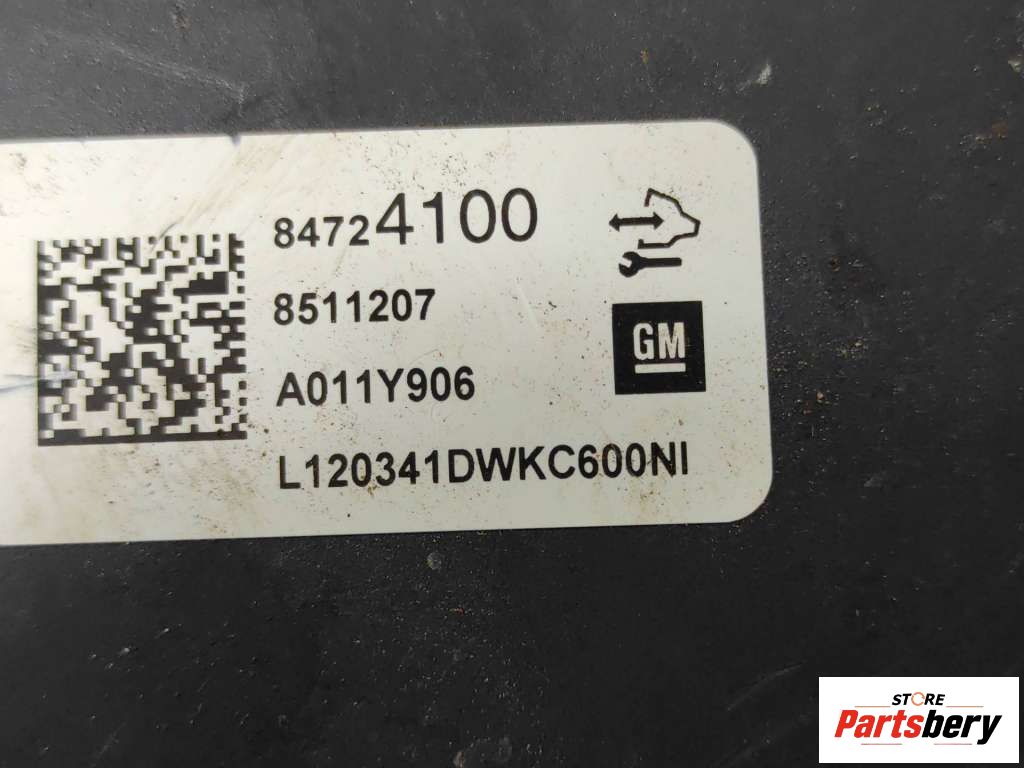 84724100
8511207
GM
A011Y906
L120341DWKC600NI
STORE
Partsbery